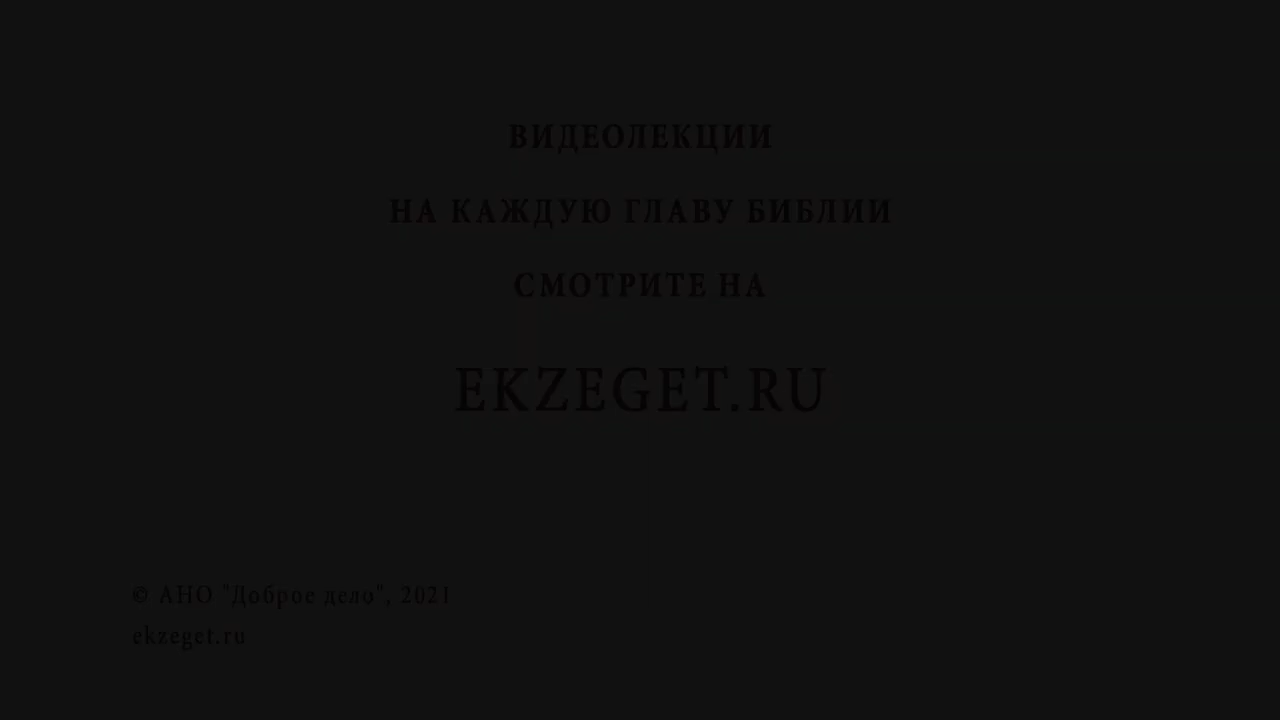 ВИДЕОЛЕКЦИИ
НА КАЖДУЮ ГЛАВУ БИБЛИИ
СМОТРИТЕ НА
EKZEGET.RU
© АНО "Доброе дело", 2021
ekzeget.ru